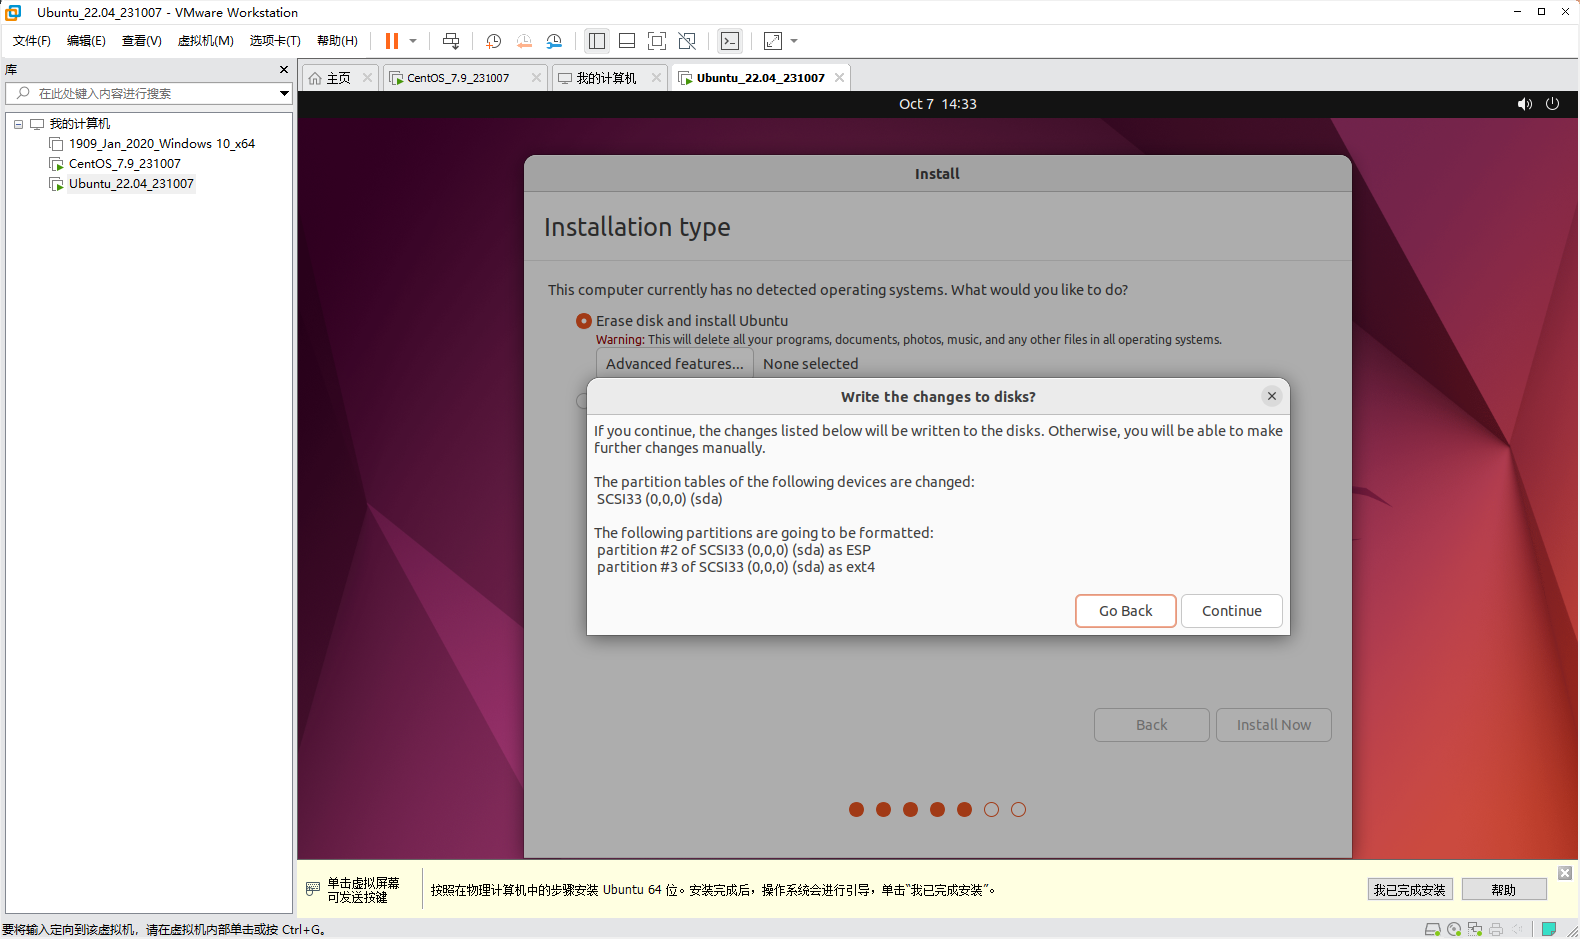 Ubuntu_22.04_231007 - VMware Workstation
文件(F) 编辑(E) 查看(V) 虚拟机(M) 选项卡(T) 帮助(H)
库
在此处键入内容进行搜索
我的计算机
1909_Jan_2020_Windows 10_x64
CentOS_7.9_231007
Ubuntu_22.04_231007
主页 CentOS_7.9_231007 我的计算机 Ubuntu_22.04_231007
Oct 7 14:33
Install
Installation type
This computer currently has no detected operating systems. What would you like to do?
Erase disk and install Ubuntu
Warning: This will delete all your programs, documents, photos, music, and any other files in all operating systems.
Advanced features... None selected
Write the changes to disks?
If you continue, the changes listed below will be written to the disks. Otherwise, you will be able to make
further changes manually.
The partition tables of the following devices are changed:
SCSI33 (0,0,0) (sda)
The following partitions are going to be formatted:
partition #2 of SCSI33 (0,0,0) (sda) as ESP
partition #3 of SCSI33 (0,0,0) (sda) as ext4
Go Back Continue
Back Install Now
单击虚拟屏幕
可发送按键
按照在物理计算机中的步骤安装 Ubuntu 64 位。安装完成后，操作系统会进行引导，单击“我已完成安装”。
我已完成安装 帮助
要将输入定向到该虚拟机，请在虚拟机内部单击或按 Ctrl+G。